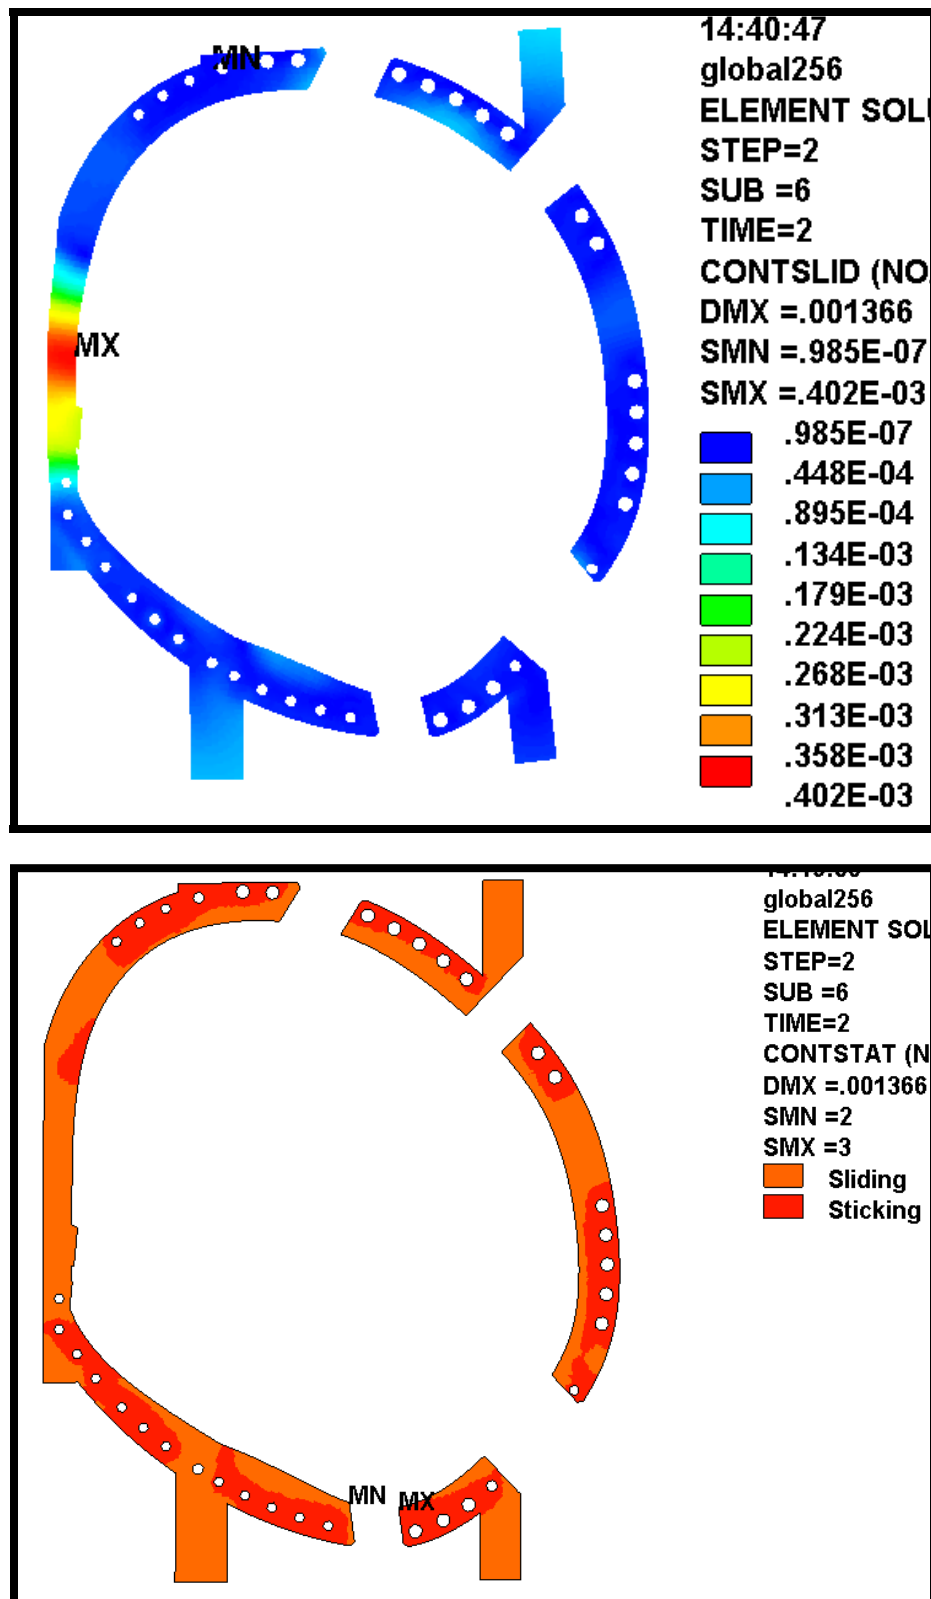 MN
MX
14:40:47
global256
ELEMENT SOLU
STEP=2
SUB =6
TIME=2
CONTSLID (NO
DMX =.001366
SMN =.985E-07
SMX =.402E-03
.985E-07
.448E-04
.895E-04
.134E-03
.179E-03
.224E-03
.268E-03
.313E-03
.358E-03
.402E-03
global256
ELEMENT SOL
STEP=2
SUB =6
TIME=2
CONTSTAT (N
DMX =.001366
SMN =2
SMX =3
Sliding
Sticking
MN
MX